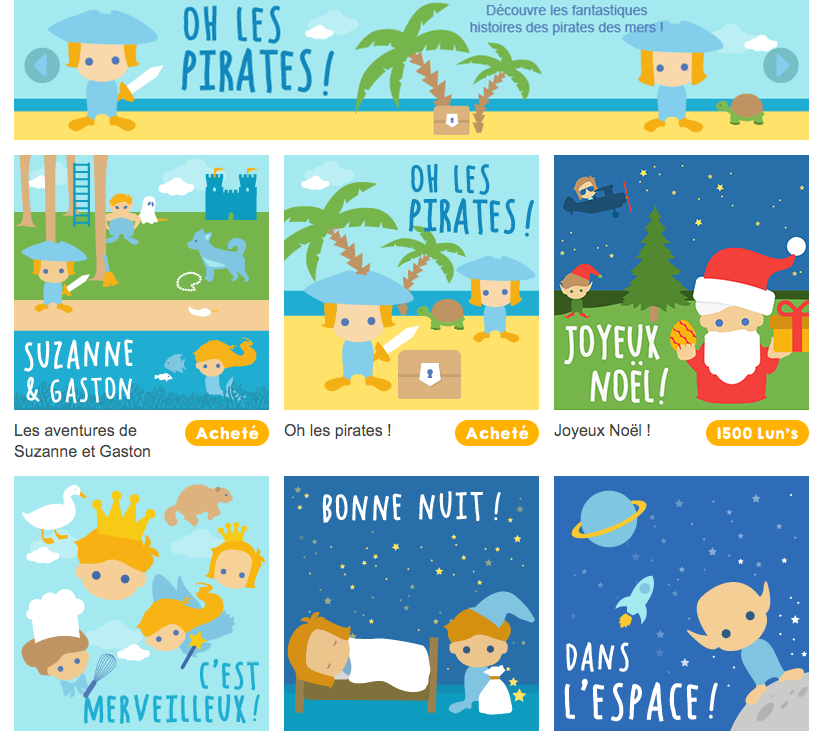 OH LES
PIRATES!
Découvre les fantastiques
histoires des pirates des mers !
SUZANNE
& GASTON
OH LES
PIRATES!
JOYEUX
NOËL!
Les aventures de
Suzanne et Gaston
Acheté
Oh les pirates !
Acheté
Joyeux Noël !
1500 Lun's
C'EST
MERVEILLEUX!
BONNE NUIT!
DANS
L'ESPACE!